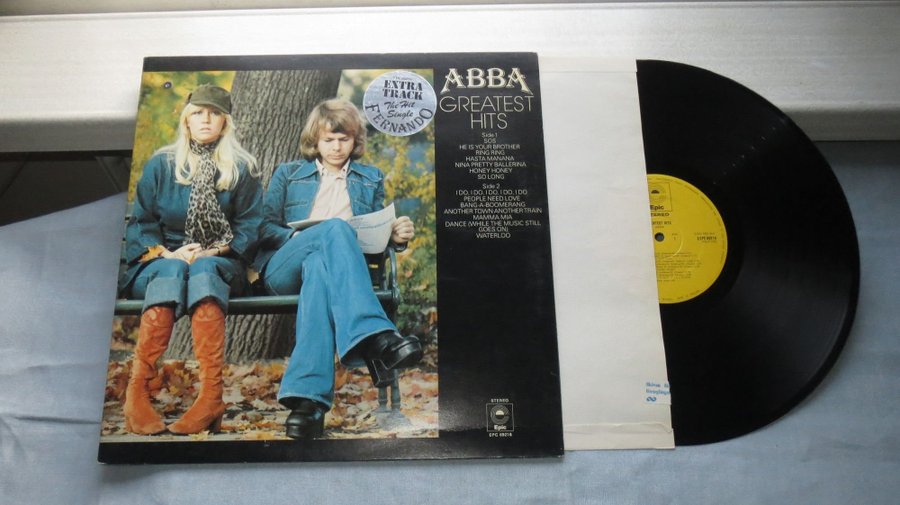 EXTRA
TRACK
The Hit
Single
FERNANDO
ABBA
GREATEST
HITS
Side 1
SOS
HE IS YOUR BROTHER
RING RING
HASTA MANANA
NINA PRETTY BALLERINA
HONEY HONEY
SO LONG
Side 2
I DO, I DO, I DO, I DO, I DO
PEOPLE NEED LOVE
BANG-A-BOOMERANG
ANOTHER TOWN ANOTHER TRAIN
MAMMA MIA
DANCE (WHILE THE MUSIC STILL
GOES ON)
WATERLOO
STEREO
Epic
EPC 69218
Epic
STEREO